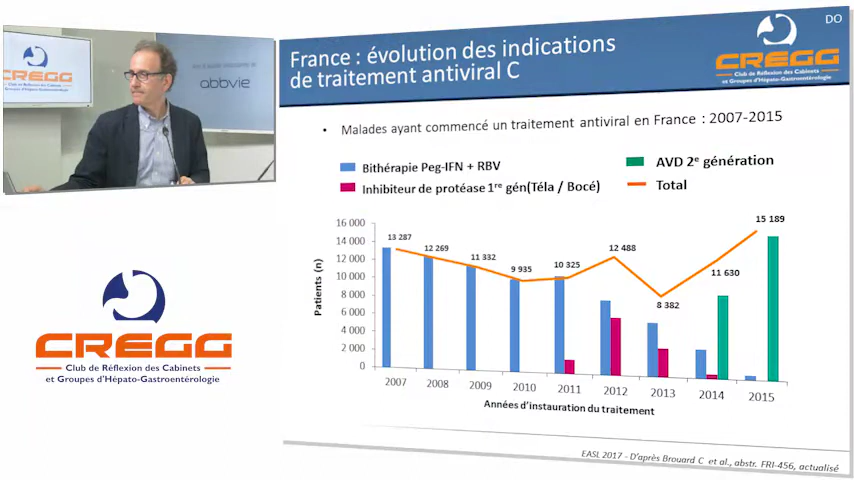 CREGG
Club de Réflexion des Cabinets
et Groupes d'Hépato-Gastroentérologie
abbvie
CREGG
Club de Réflexion des Cabinets
et Groupes d'Hépato-Gastroentérologie
France : évolution des indications
de traitement antiviral C
DO
CREGG
Club de Réflexion des Cabinets
et Groupes d'Hépato-Gastroentérologie
• Malades ayant commencé un traitement antiviral en France : 2007-2015
Bithérapie Peg-IFN + RBV
AVD 2e génération
Inhibiteur de protéase 1re gén(Téla / Bocé)
Total
Patients (n)
16 000
14 000
12 000
10 000
8 000
6 000
4 000
2 000
0
13 287
12 269
11 332
9 935
10 325
12 488
8 382
11 630
15 189
2007 2008 2009 2010 2011 2012 2013 2014 2015
Années d'instauration du traitement
EASL 2017 - D'après Brouard C et al., abstr. FRI-456, actualisé